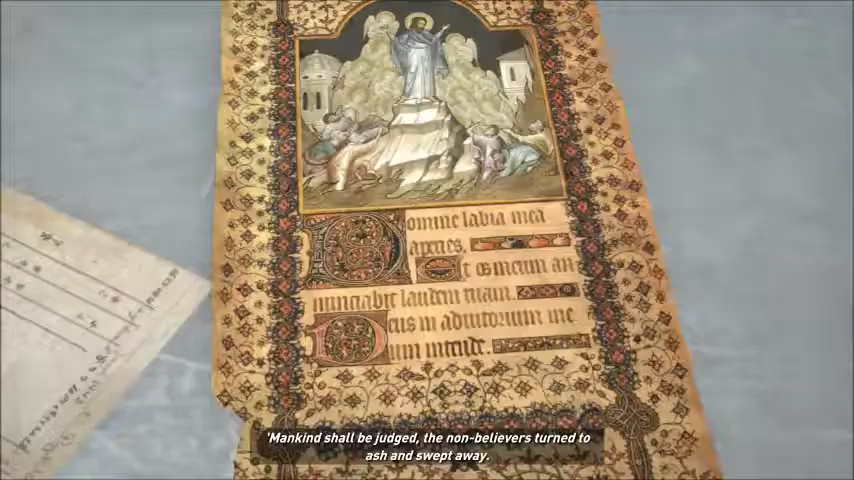 Domine labia mea
aperies.
Et os meum an
nunciabit laudem tuam.
Deus in adiutorium me
um intende.
'Mankind shall be judged, the non-believers turned to
ash and swept away.